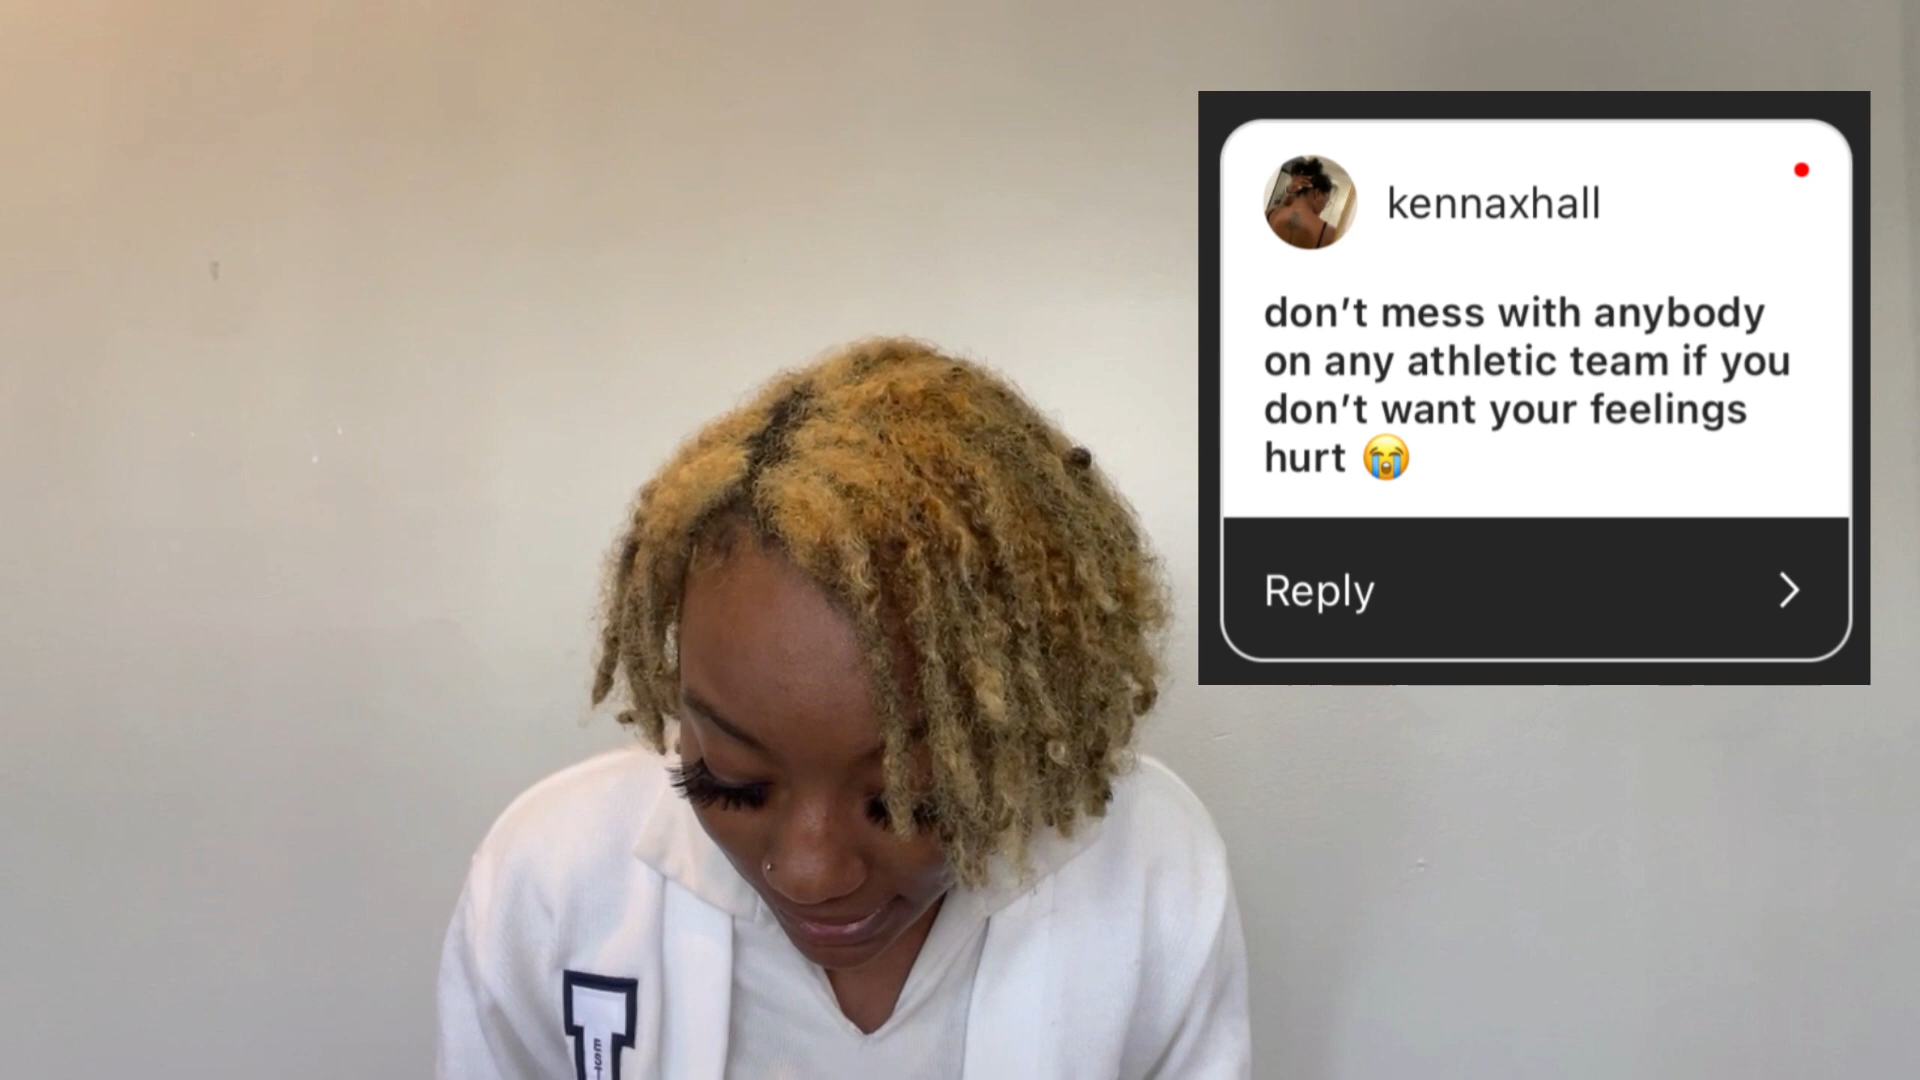 kennaxhall
don’t mess with anybody
on any athletic team if you
don’t want your feelings
hurt 😭
Reply